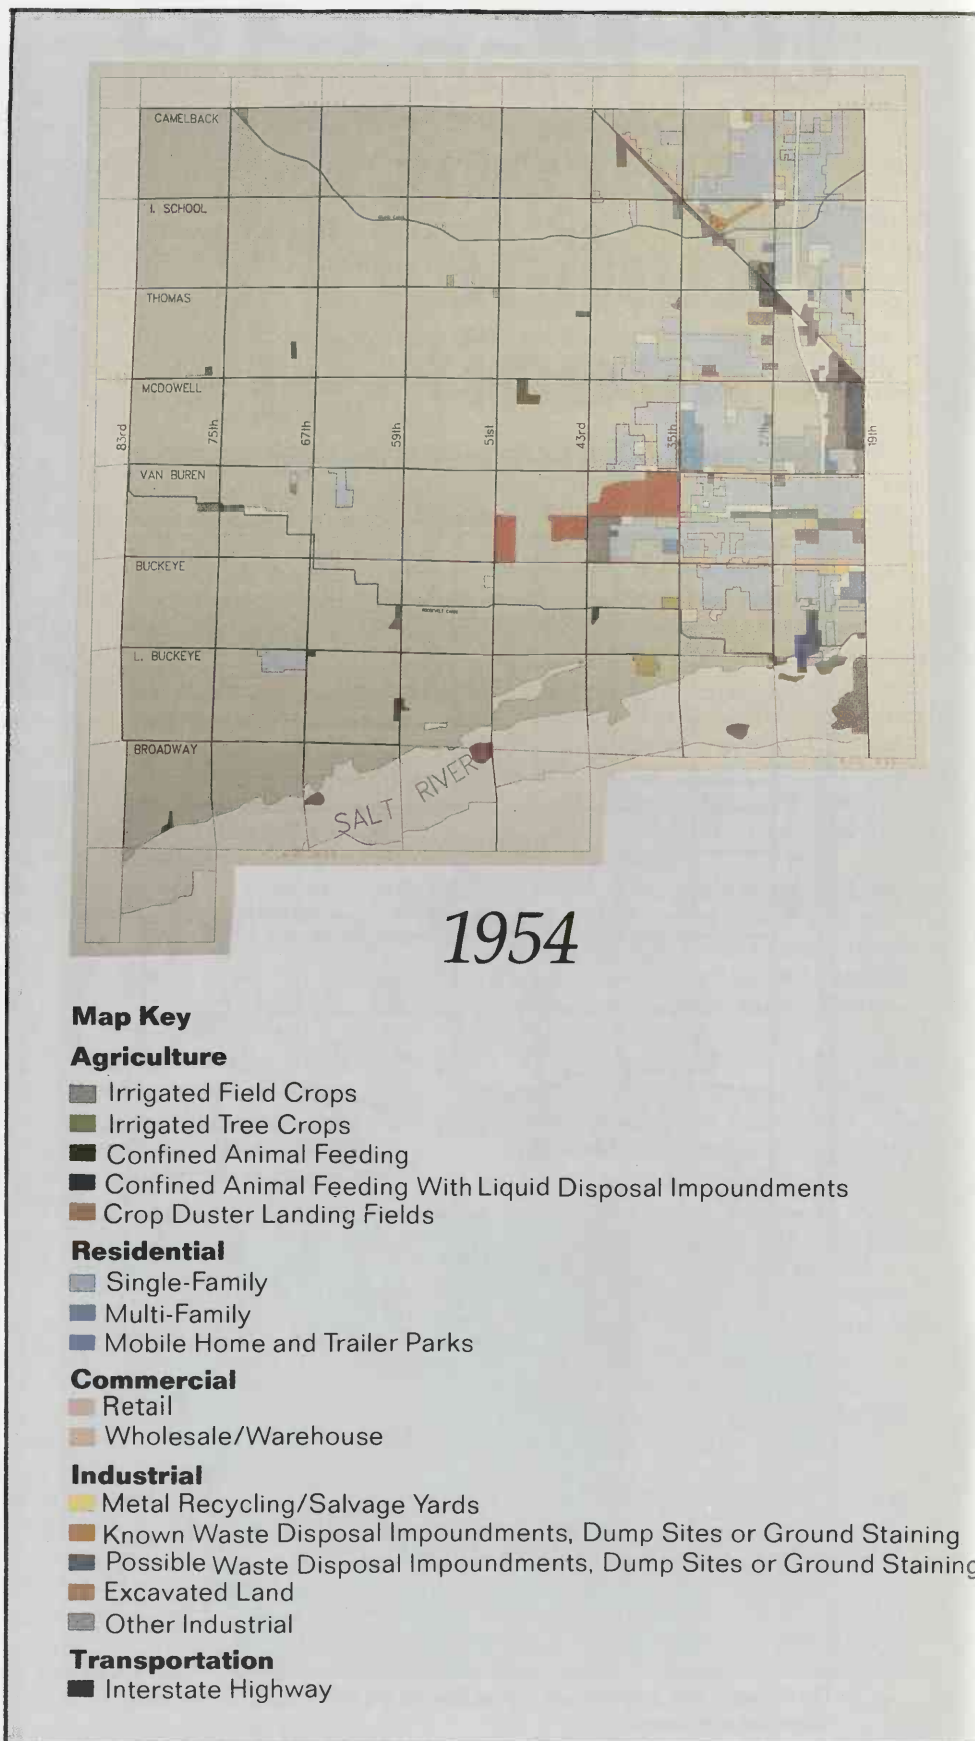 CAMELBACK
I. SCHOOL
THOMAS
MCDOWELL
83rd
75th
67th
59th
51st
43rd
35th
27th
19th
VAN BUREN
BUCKEYE
L. BUCKEYE
BROADWAY
SALT RIVER
1954
Map Key
Agriculture
Irrigated Field Crops
Irrigated Tree Crops
Confined Animal Feeding
Confined Animal Feeding With Liquid Disposal Impoundments
Crop Duster Landing Fields
Residential
Single-Family
Multi-Family
Mobile Home and Trailer Parks
Commercial
Retail
Wholesale/Warehouse
Industrial
Metal Recycling/Salvage Yards
Known Waste Disposal Impoundments, Dump Sites or Ground Staining
Possible Waste Disposal Impoundments, Dump Sites or Ground Staining
Excavated Land
Other Industrial
Transportation
Interstate Highway